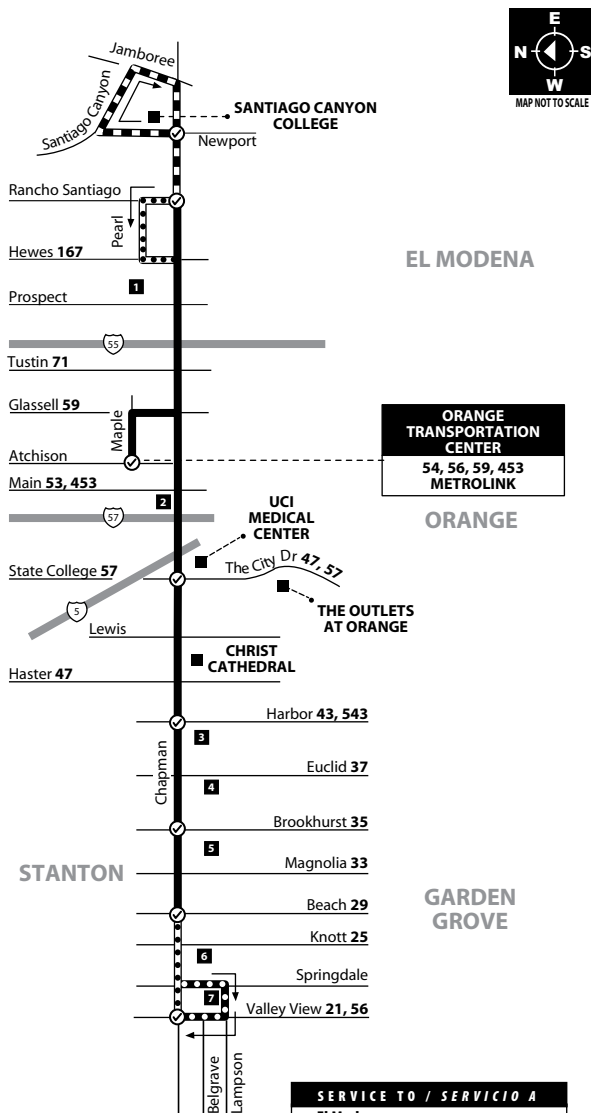 E
N S
W
MAP NOT TO SCALE
Jamboree
Santiago Canyon
SANTIAGO CANYON
COLLEGE
Newport
Rancho Santiago
Pearl
Hewes 167
EL MODENA
1
Prospect
55
Tustin 71
Glassell 59
Maple
Atchison
ORANGE
TRANSPORTATION
CENTER
54, 56, 59, 453
METROLINK
Main 53, 453
2
57
ORANGE
UCI
MEDICAL
CENTER
State College 57
The City Dr 47, 57
5
THE OUTLETS
AT ORANGE
Lewis
CHRIST
CATHEDRAL
Haster 47
Harbor 43, 543
3
Chapman
Euclid 37
4
Brookhurst 35
5
STANTON
Magnolia 33
GARDEN
GROVE
Beach 29
Knott 25
6
Springdale
7
Valley View 21, 56
Belgrave
Lampson
SERVICE TO / SERVICIO A